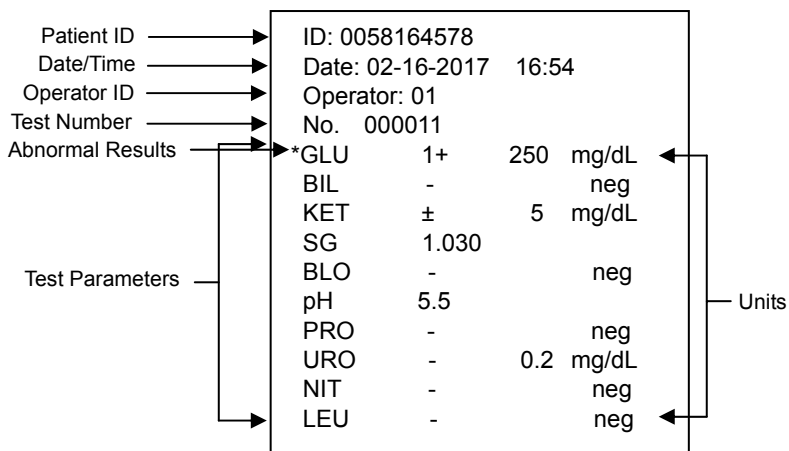 Patient ID
Date/Time
Operator ID
Test Number
Abnormal Results
Test Parameters
ID: 0058164578
Date: 02-16-2017 16:54
Operator: 01
No. 000011
*GLU 1+ 250 mg/dL
BIL - neg
KET ± 5 mg/dL
SG 1.030
BLO - neg
pH 5.5
PRO - neg
URO - 0.2 mg/dL
NIT - neg
LEU - neg
Units